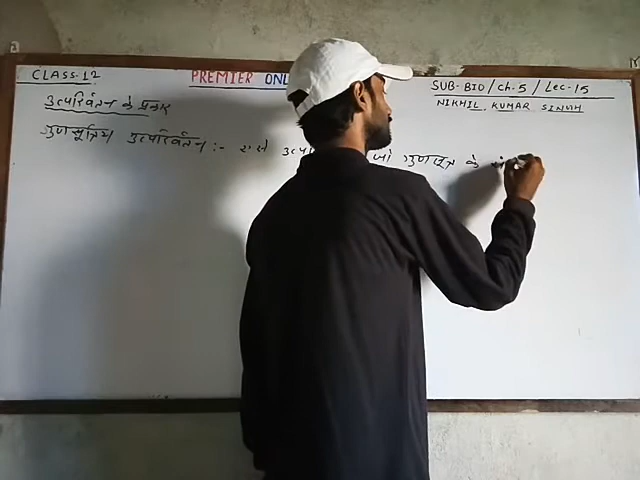 CLASS-12
PREMIER ONL
SUB-BIO/Ch-5/Lec-15
NIKHIL KUMAR SINGH
उत्परिवर्तन के प्रकार
गुणसूत्रिय उत्परिवर्तन :- ऐसे उत्प जो गुणसूत्र के